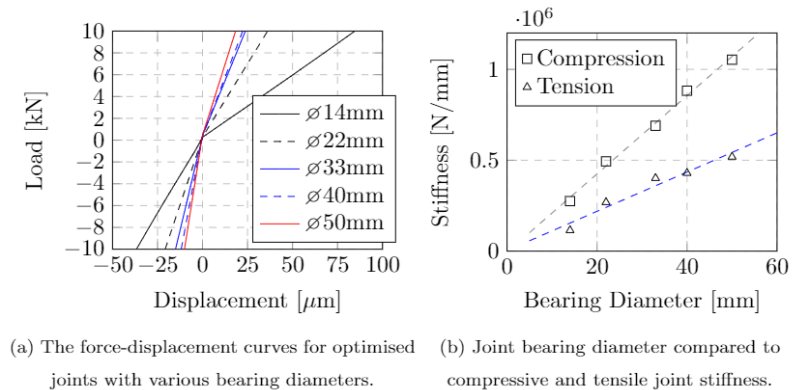 10
8
6
4
2
0
−2
−4
−6
−8
−10
−50
−25
0
25
50
75
100
Load [kN]
Displacement [μm]
⌀14mm
⌀22mm
⌀33mm
⌀40mm
⌀50mm
(a) The force-displacement curves for optimised
joints with various bearing diameters.
·10⁶
1
0.5
0
0
20
40
60
Stiffness [N/mm]
Bearing Diameter [mm]
Compression
Tension
(b) Joint bearing diameter compared to
compressive and tensile joint stiffness.